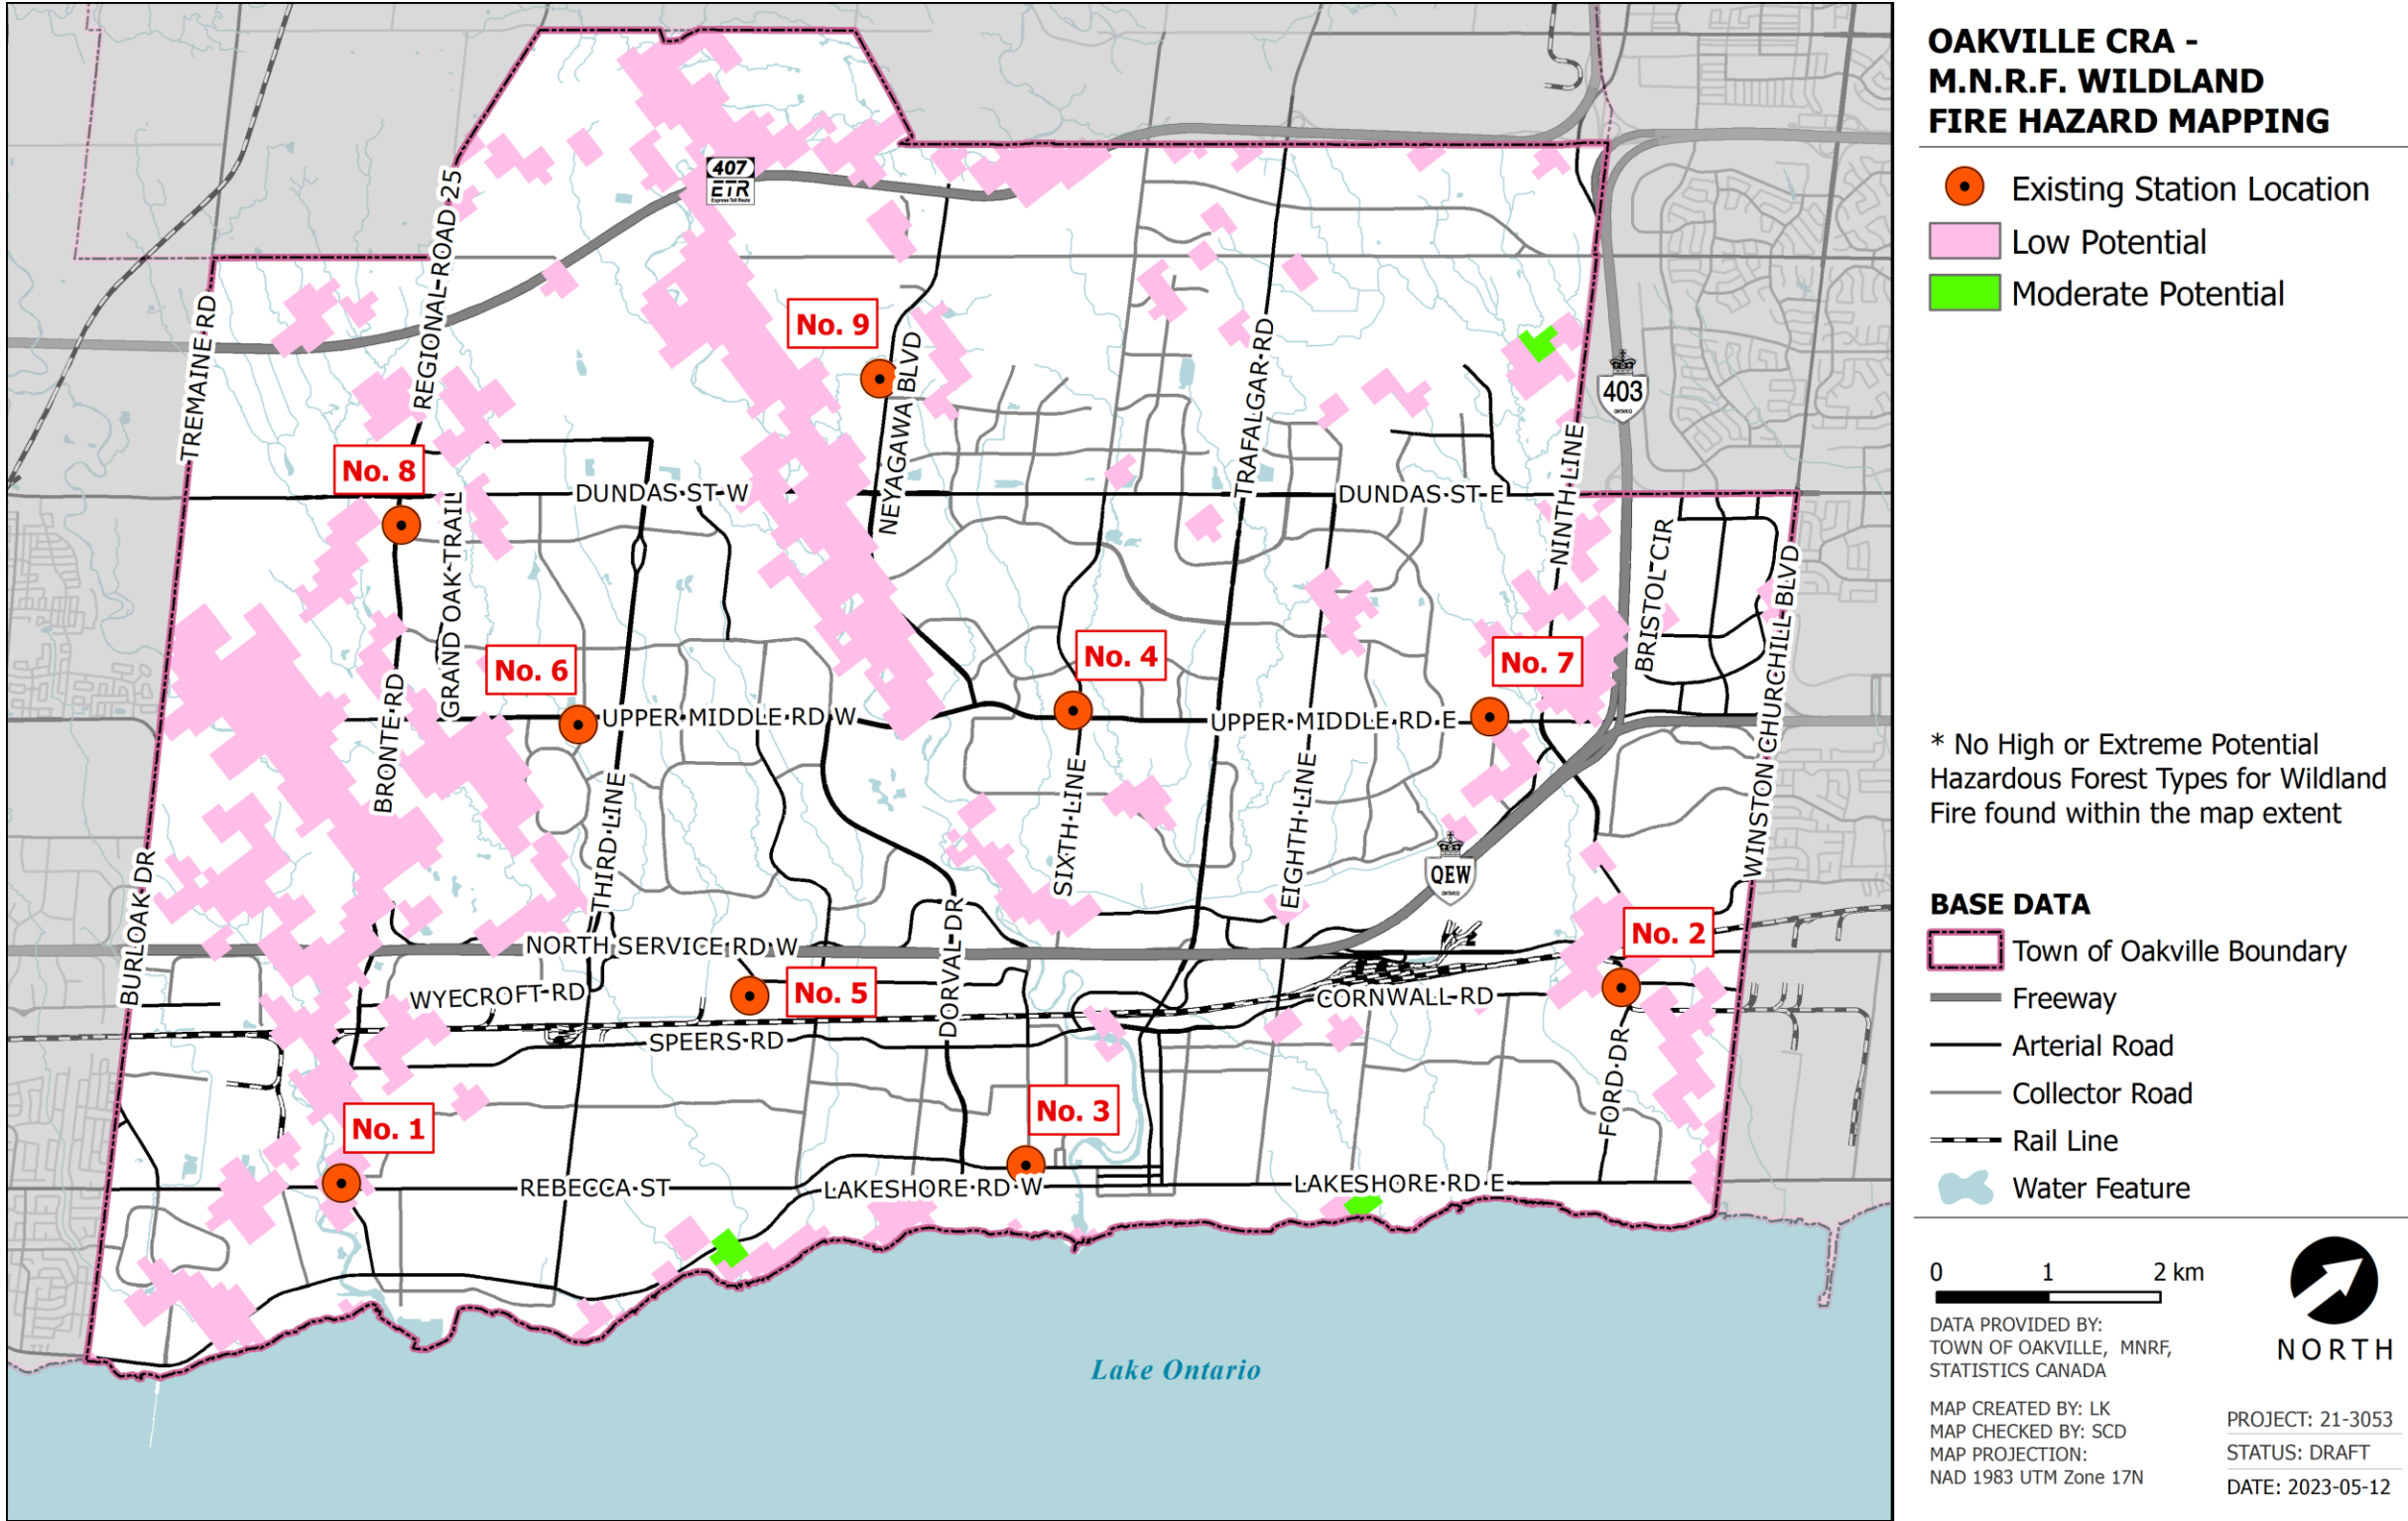 OAKVILLE CRA -
M.N.R.F. WILDLAND
FIRE HAZARD MAPPING
Existing Station Location
Low Potential
Moderate Potential
* No High or Extreme Potential
Hazardous Forest Types for Wildland
Fire found within the map extent
BASE DATA
Town of Oakville Boundary
Freeway
Arterial Road
Collector Road
Rail Line
Water Feature
0 1 2 km
DATA PROVIDED BY:
TOWN OF OAKVILLE, MNRF,
STATISTICS CANADA
MAP CREATED BY: LK
MAP CHECKED BY: SCD
MAP PROJECTION:
NAD 1983 UTM Zone 17N
NORTH
PROJECT: 21-3053
STATUS: DRAFT
DATE: 2023-05-12
407
ETR
Express Toll Route
REGIONAL ROAD 25
TREMAINE RD
No. 9
NEYAGAWA BLVD
TRAFALGAR RD
403
ONTARIO
No. 8
DUNDAS ST W
DUNDAS ST E
NINTH LINE
GRAND OAK TRAIL
BRISTOL CIR
WINSTON CHURCHILL BLVD
No. 6
No. 4
No. 7
BRONTE RD
UPPER MIDDLE RD W
UPPER MIDDLE RD E
THIRD LINE
SIXTH LINE
EIGHTH LINE
QEW
ONTARIO
BURLOAK DR
DORVAL DR
No. 2
NORTH SERVICE RD W
WYECROFT RD
No. 5
CORNWALL RD
SPEERS RD
FORD DR
No. 1
No. 3
REBECCA ST
LAKESHORE RD W
LAKESHORE RD E
Lake Ontario